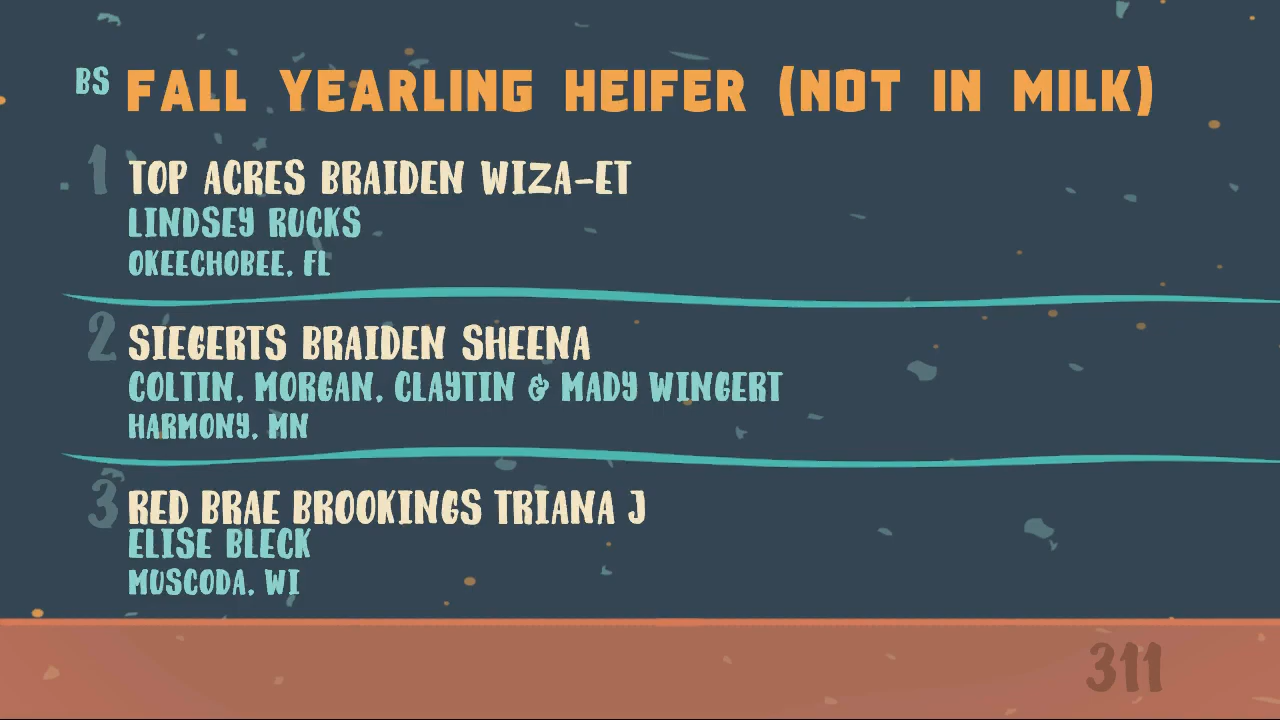 BS FALL YEARLING HEIFER (NOT IN MILK)
1 TOP ACRES BRAIDEN WIZA-ET
LINDSEY RUCKS
OKEECHOBEE, FL
2 SIEGERTS BRAIDEN SHEENA
COLTIN, MORGAN, CLAYTIN & MADY WINGERT
HARMONY, MN
3 RED BRAE BROOKINGS TRIANA J
ELISE BLECK
MUSCODA, WI
311